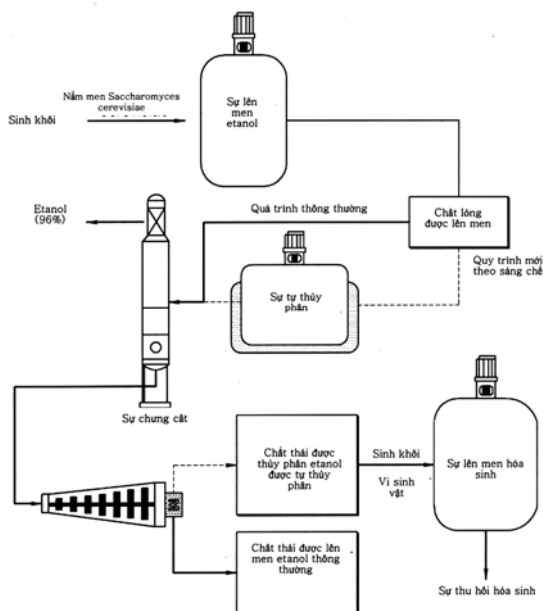 Sự lên
men
etanol
Nấm men Saccharomyces
cerevisiae
Sinh khối
Etanol
(96%)
Quá trình thông thường
Chất lỏng
được lên men
Quy trình mới
theo sáng chế
Sự tự thủy
phân
Sự chưng cất
Chất thải được
thủy phân etanol
được tự thủy
phân
Sinh khối
Vi sinh
vật
Sự lên men hóa
sinh
Chất thải được lên
men etanol thông
thường
Sự thu hồi hóa sinh